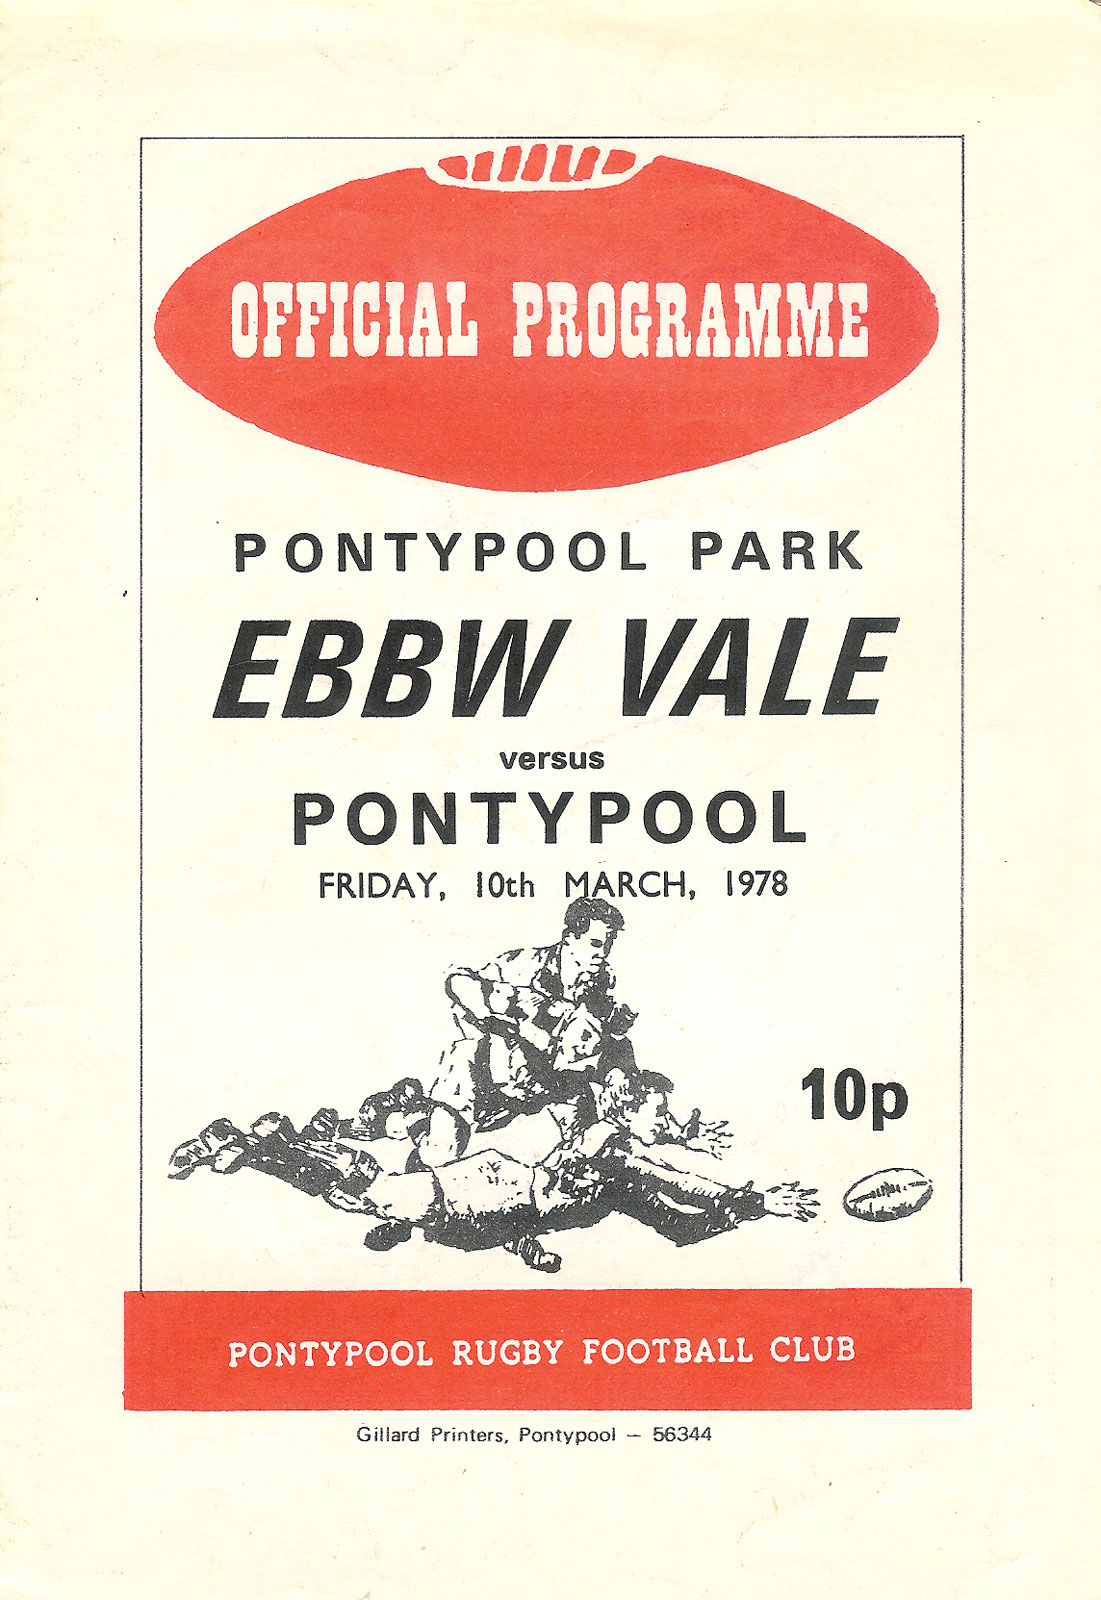 OFFICIAL PROGRAMME
PONTYPOOL PARK
EBBW VALE
versus
PONTYPOOL
FRIDAY, 10th MARCH, 1978
10p
PONTYPOOL RUGBY FOOTBALL CLUB
Gillard Printers, Pontypool – 56344